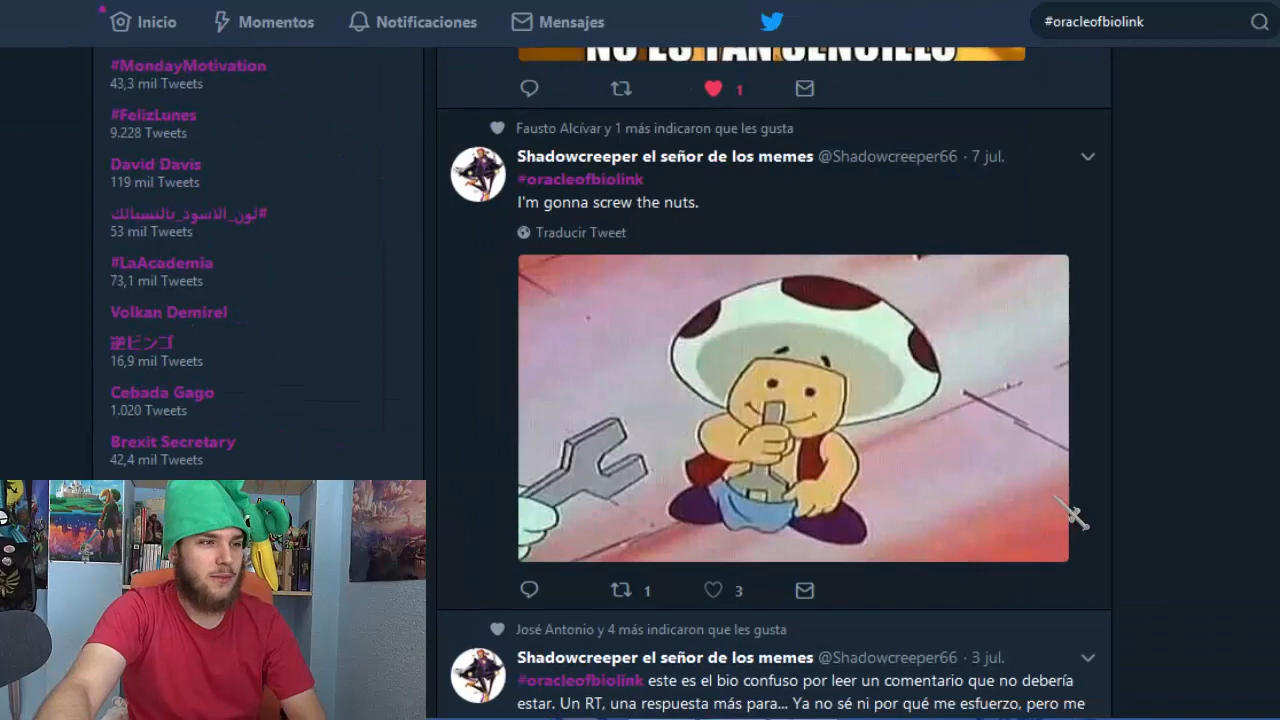 Inicio Momentos Notificaciones Mensajes #oracleofbiolink
#MondayMotivation
43,3 mil Tweets
#FelizLunes
9.228 Tweets
David Davis
119 mil Tweets
#لون_الاسود_بالنسبالك
53 mil Tweets
#LaAcademia
73,1 mil Tweets
Volkan Demirel
逆ビンゴ
16,9 mil Tweets
Cebada Gago
1.020 Tweets
Brexit Secretary
42,4 mil Tweets
NO ES TAN SENCILLO
1
Fausto Alcívar y 1 más indicaron que les gusta
Shadowcreeper el señor de los memes @Shadowcreeper66 · 7 jul.
#oracleofbiolink
I'm gonna screw the nuts.
Traducir Tweet
1 3
José Antonio y 4 más indicaron que les gusta
Shadowcreeper el señor de los memes @Shadowcreeper66 · 3 jul.
#oracleofbiolink este es el bio confuso por leer un comentario que no debería
estar. Un RT, una respuesta más para... Ya no sé ni por qué me esfuerzo, pero me